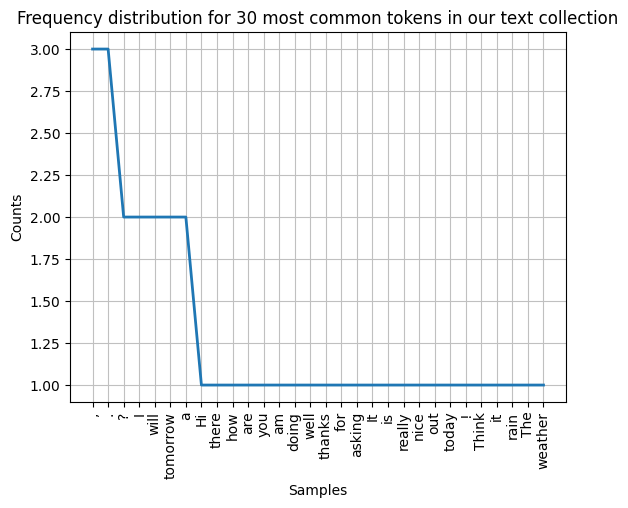 Frequency distribution for 30 most common tokens in our text collection
3.00
2.75
2.50
2.25
2.00
1.75
1.50
1.25
1.00
Counts
,
.
?
I
will
tomorrow
a
Hi
there
how
are
you
am
doing
well
thanks
for
asking
It
is
really
nice
out
today
!
Think
it
rain
The
weather
Samples